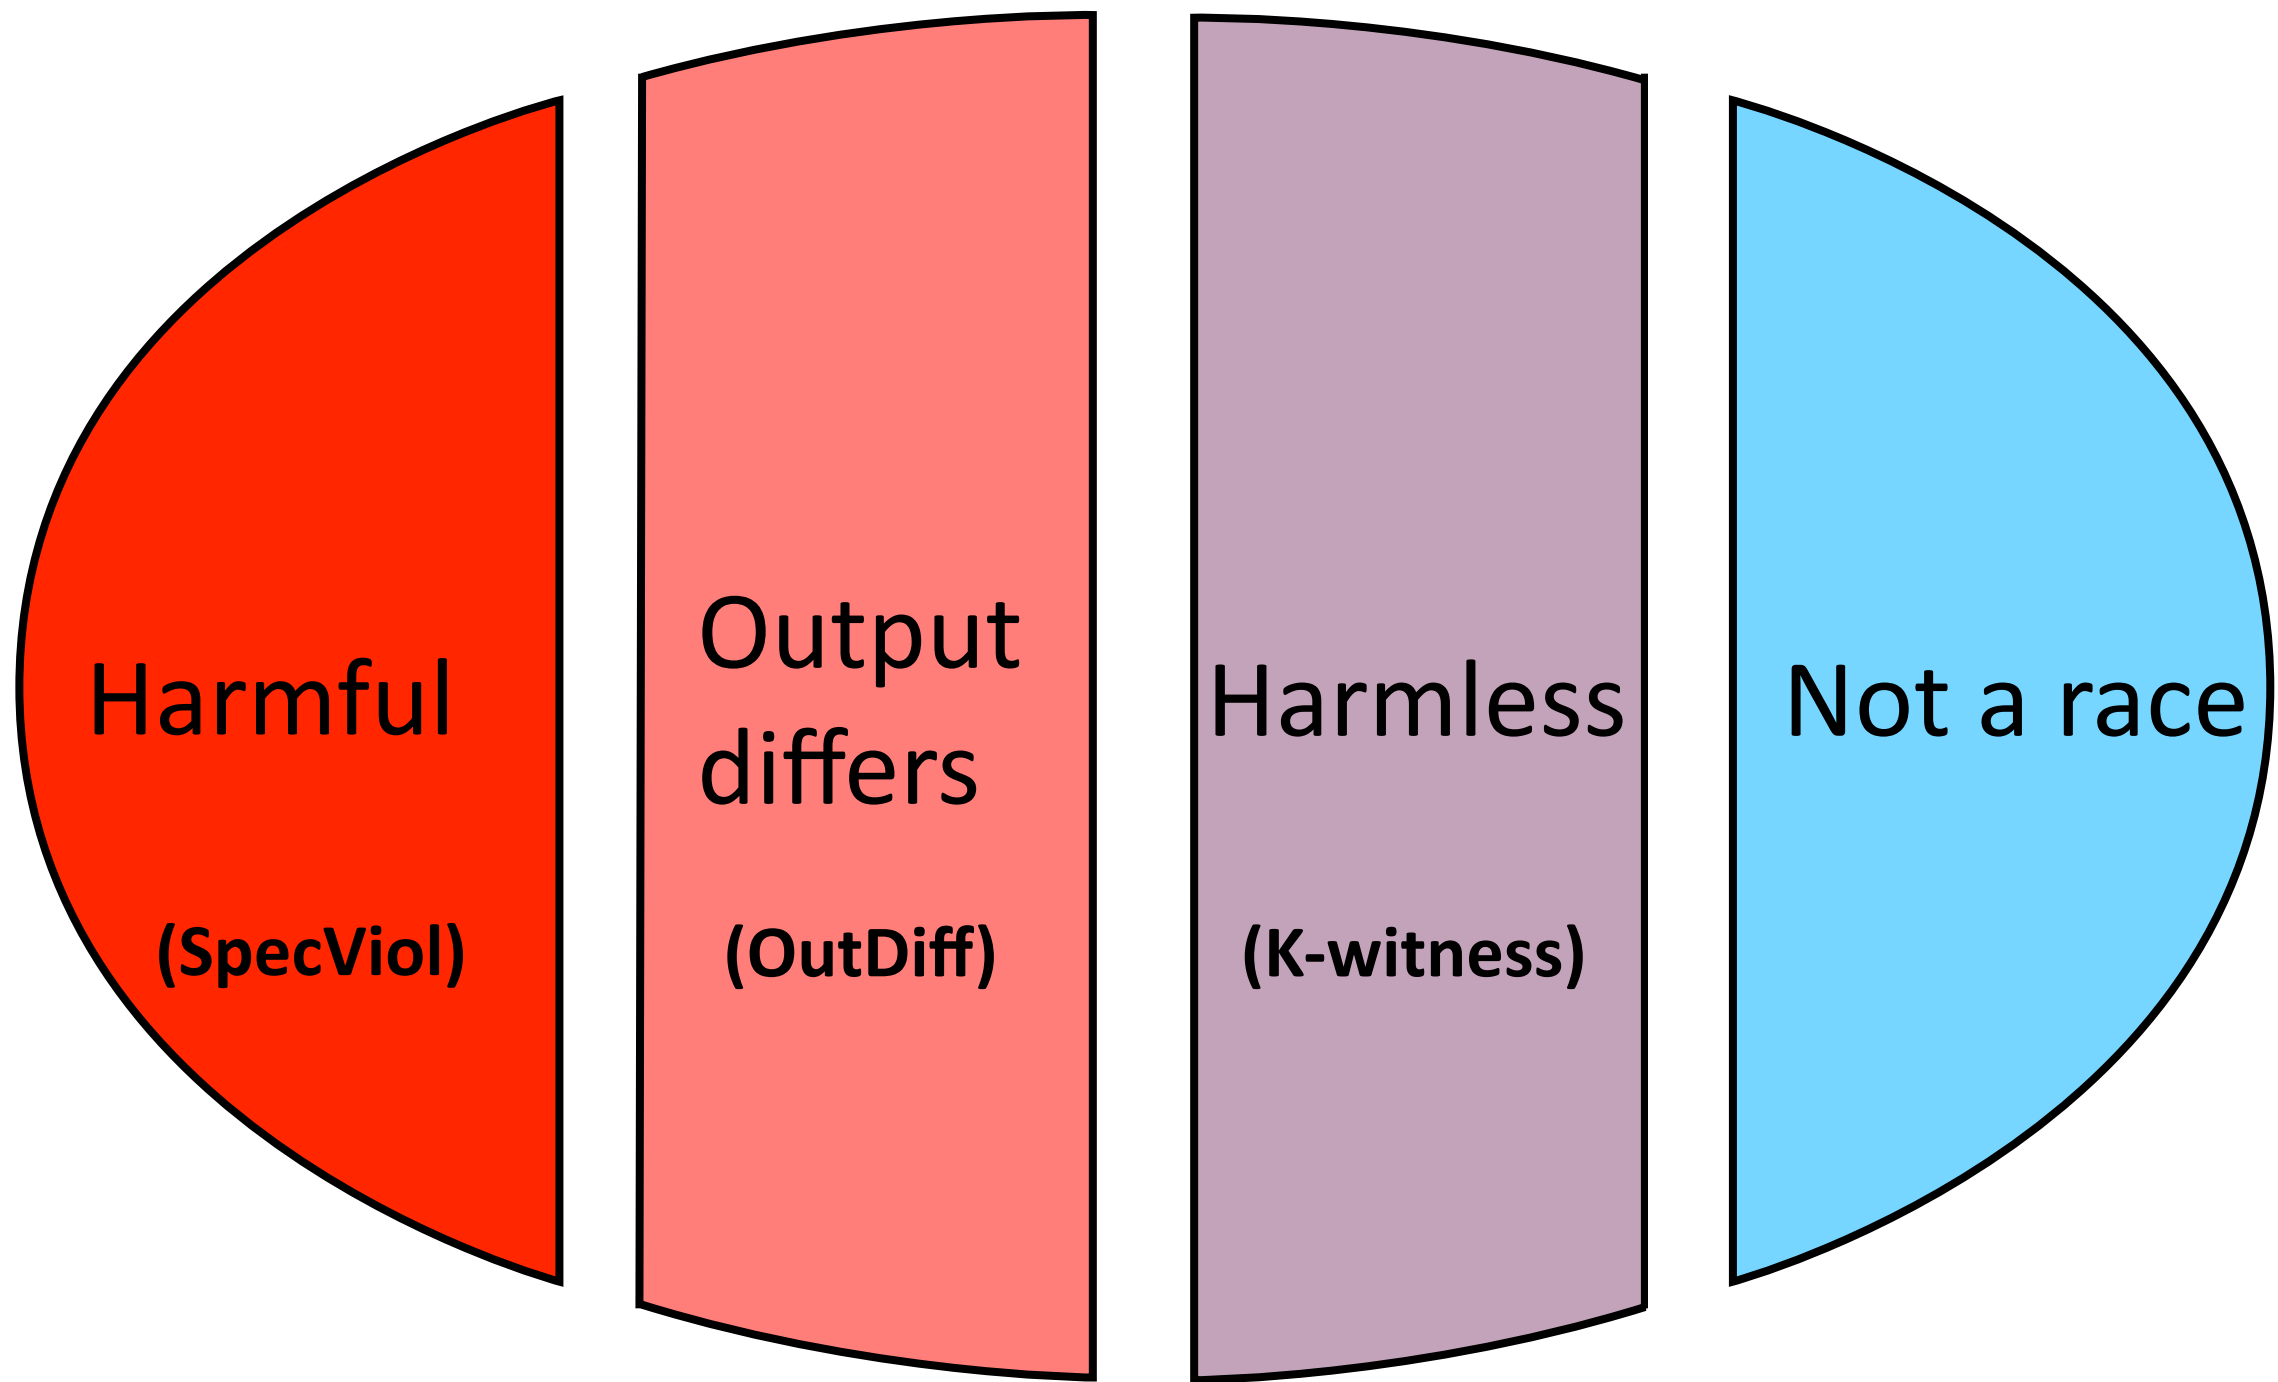 Harmful
(SpecViol)
Output
differs
(OutDiff)
Harmless
(K-witness)
Not a race